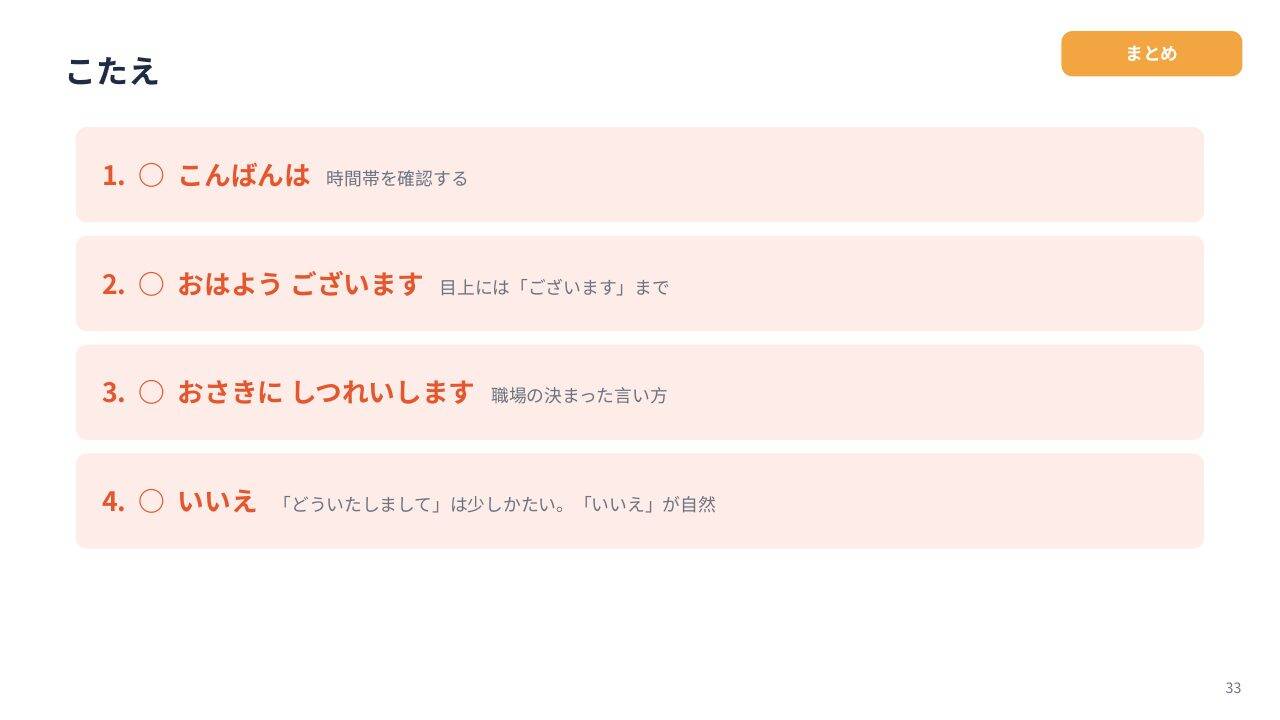 まとめ
こたえ
1. ○ こんばんは 時間帯を確認する
2. ○ おはよう ございます 目上には「ございます」まで
3. ○ おさきに しつれいします 職場の決まった言い方
4. ○ いいえ 「どういたしまして」は少しかたい。「いいえ」が自然
33